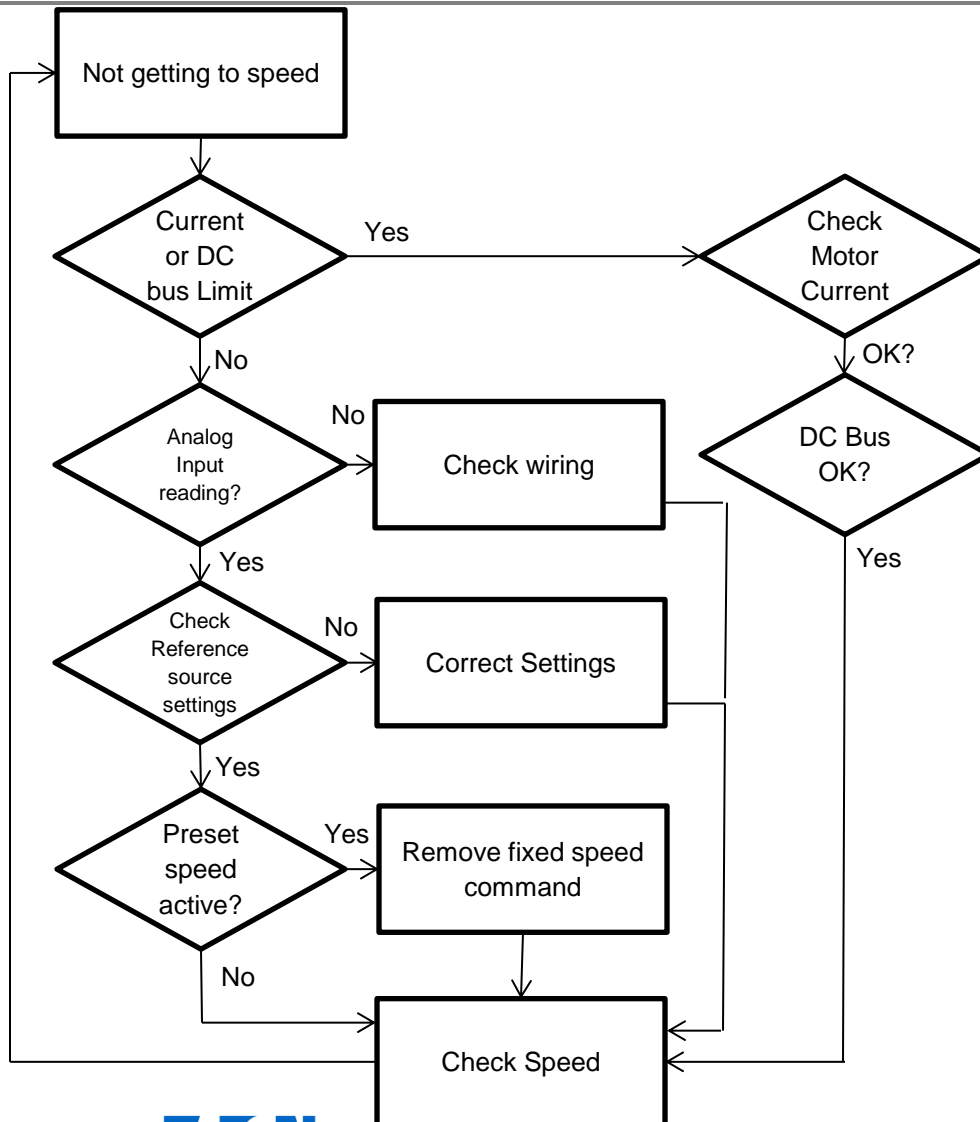 Not getting to speed
Current
or DC
bus Limit
Yes
Check
Motor
Current
No
OK?
Analog
Input
reading?
No
Check wiring
DC Bus
OK?
Yes
Yes
Check
Reference
source
settings
No
Correct Settings
Yes
Preset
speed
active?
Yes
Remove fixed speed
command
No
Check Speed